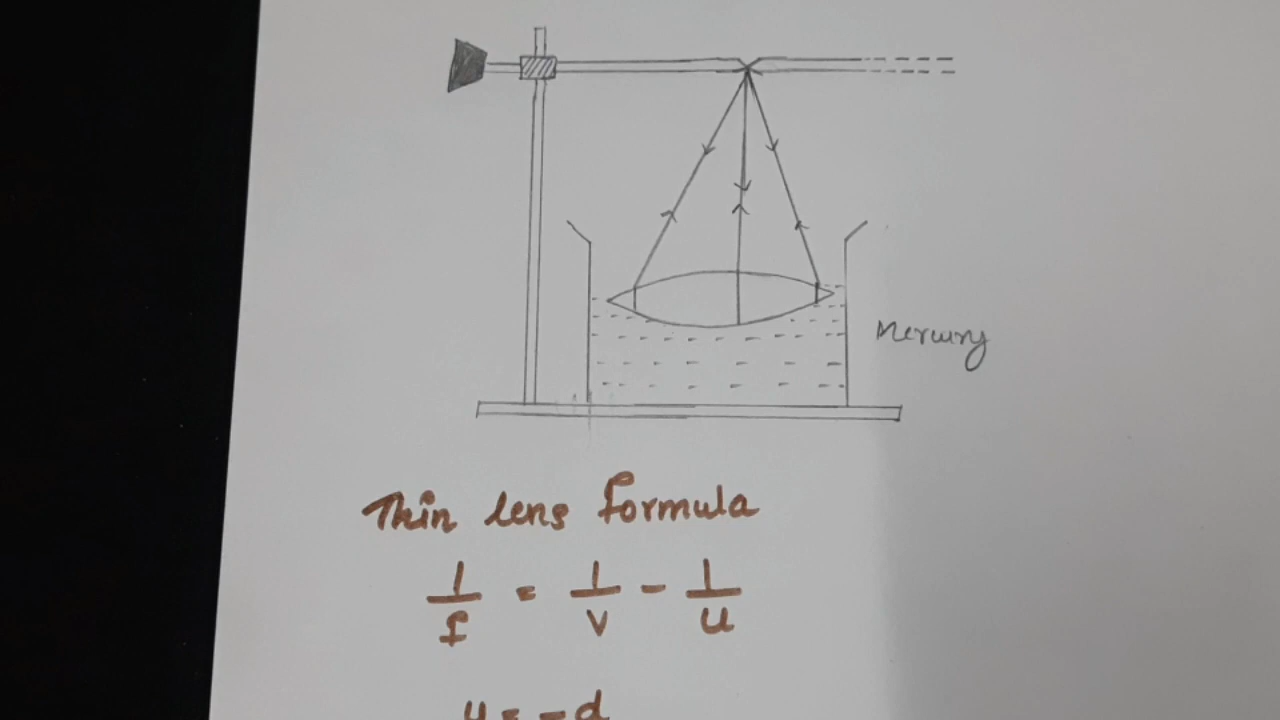 Mercury
Thin lens formula
1/f = 1/v - 1/u
u = -d